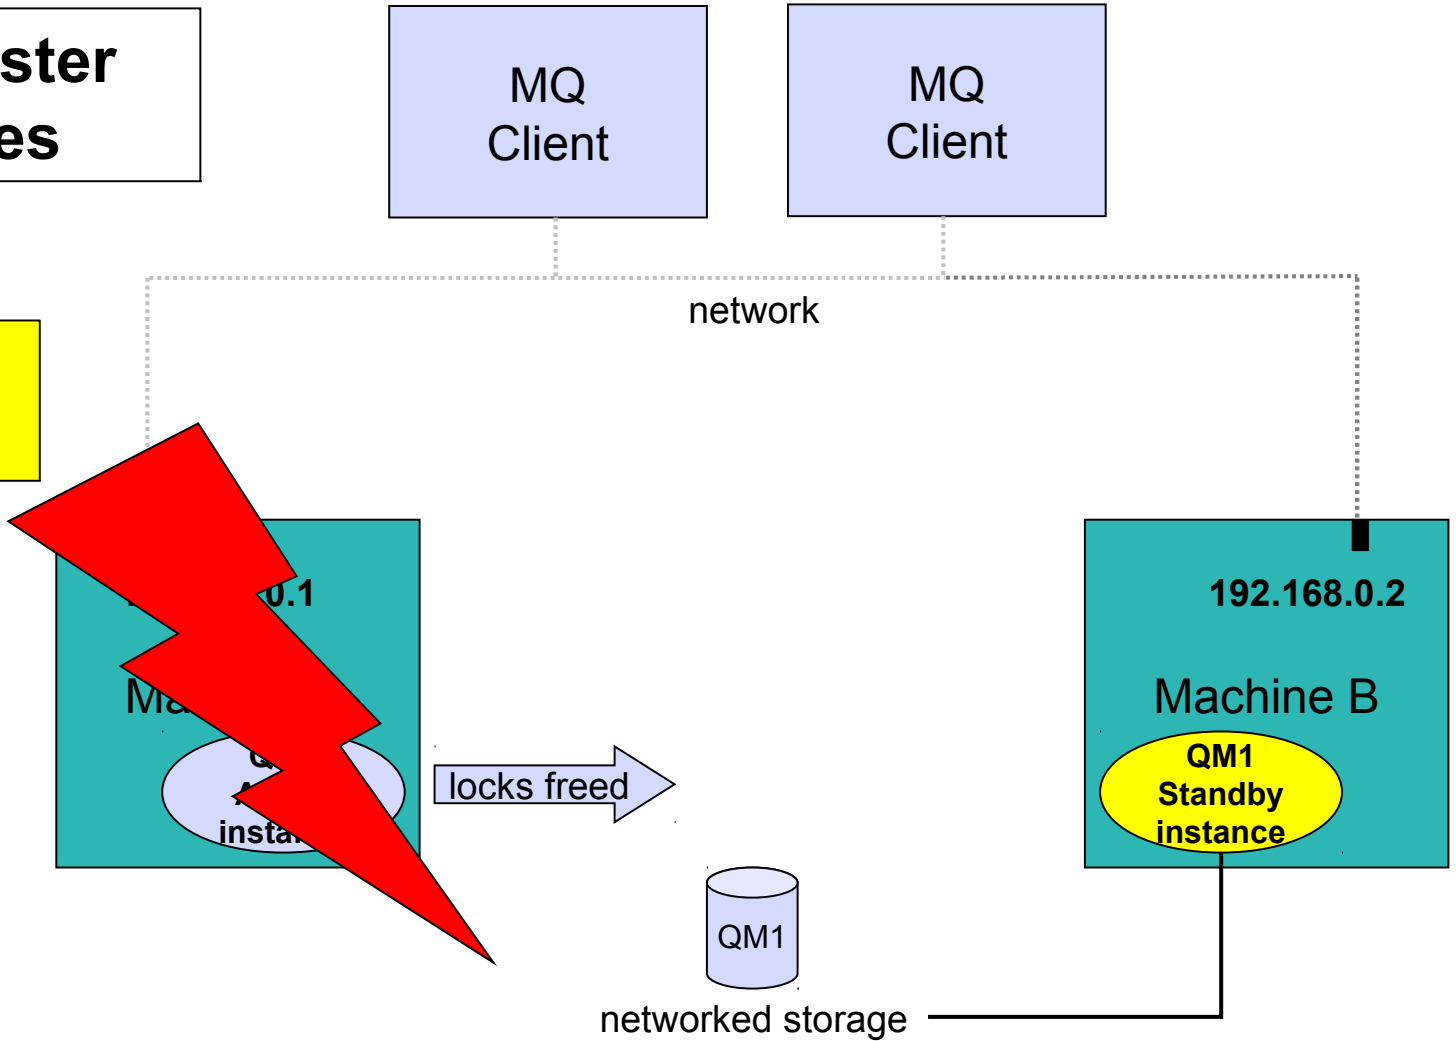 ster
es
MQ
Client
MQ
Client
network
0.1
192.168.0.2
Machine B
QM1
Standby
instance
locks freed
QM1
networked storage